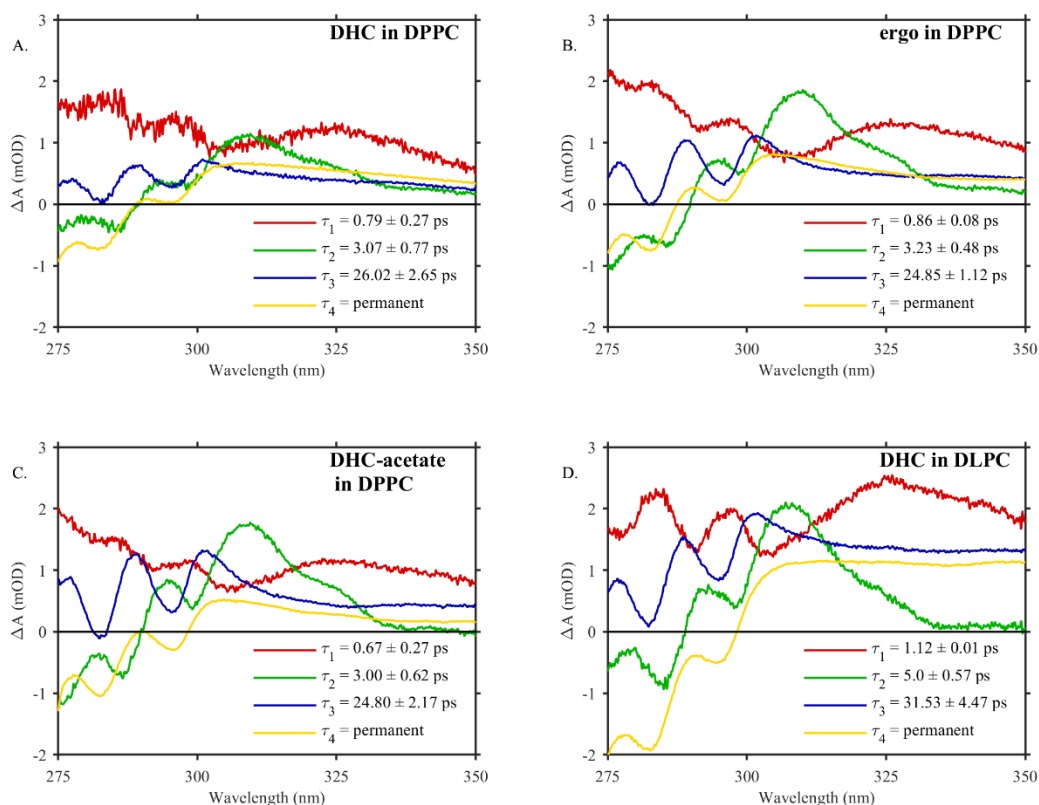 A.
DHC in DPPC
3
2
1
0
-1
-2
ΔA (mOD)
τ1 = 0.79 ± 0.27 ps
τ2 = 3.07 ± 0.77 ps
τ3 = 26.02 ± 2.65 ps
τ4 = permanent
275
300
325
350
Wavelength (nm)
B.
ergo in DPPC
3
2
1
0
-1
-2
ΔA (mOD)
τ1 = 0.86 ± 0.08 ps
τ2 = 3.23 ± 0.48 ps
τ3 = 24.85 ± 1.12 ps
τ4 = permanent
275
300
325
350
Wavelength (nm)
C.
DHC-acetate
in DPPC
3
2
1
0
-1
-2
ΔA (mOD)
τ1 = 0.67 ± 0.27 ps
τ2 = 3.00 ± 0.62 ps
τ3 = 24.80 ± 2.17 ps
τ4 = permanent
275
300
325
350
Wavelength (nm)
D.
DHC in DLPC
3
2
1
0
-1
-2
ΔA (mOD)
τ1 = 1.12 ± 0.01 ps
τ2 = 5.0 ± 0.57 ps
τ3 = 31.53 ± 4.47 ps
τ4 = permanent
275
300
325
350
Wavelength (nm)